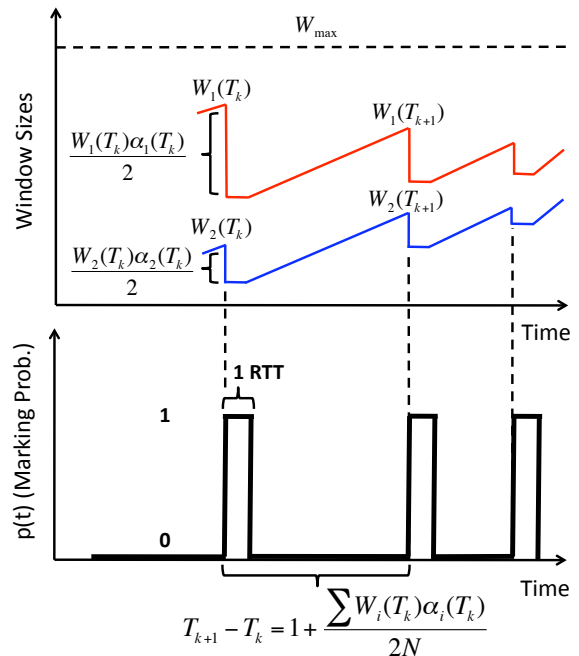 W_max
W_1(T_k)
W_1(T_{k+1})
W_1(T_k)α_1(T_k)
2
Window Sizes
W_2(T_k)
W_2(T_{k+1})
W_2(T_k)α_2(T_k)
2
Time
1 RTT
1
p(t) (Marking Prob.)
0
Time
T_{k+1} − T_k = 1 + ∑W_i(T_k)α_i(T_k)
2N